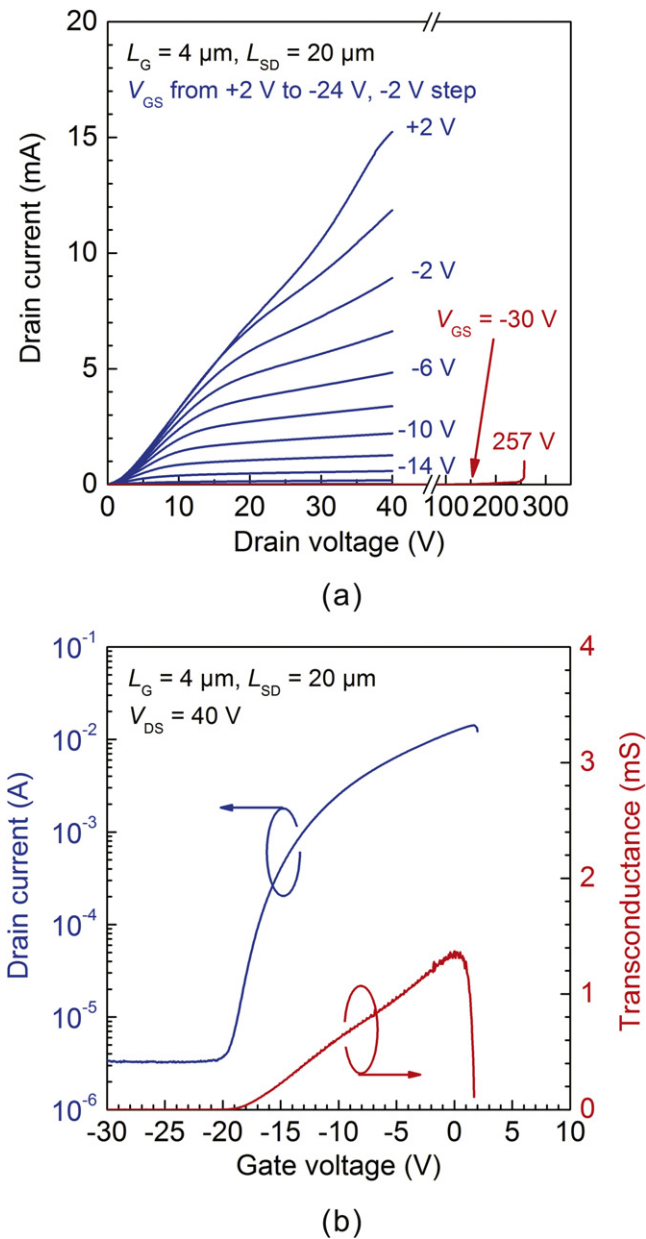 20
15
10
5
0
Drain current (mA)
L_G = 4 µm, L_SD = 20 µm
V_GS from +2 V to -24 V, -2 V step
+2 V
-2 V
V_GS = -30 V
-6 V
-10 V
257 V
-14 V
0 10 20 30 40 100 200 300
Drain voltage (V)
(a)
10^-1
10^-2
10^-3
10^-4
10^-5
10^-6
Drain current (A)
L_G = 4 µm, L_SD = 20 µm
V_DS = 40 V
4
3
2
1
0
Transconductance (mS)
-30 -25 -20 -15 -10 -5 0 5 10
Gate voltage (V)
(b)